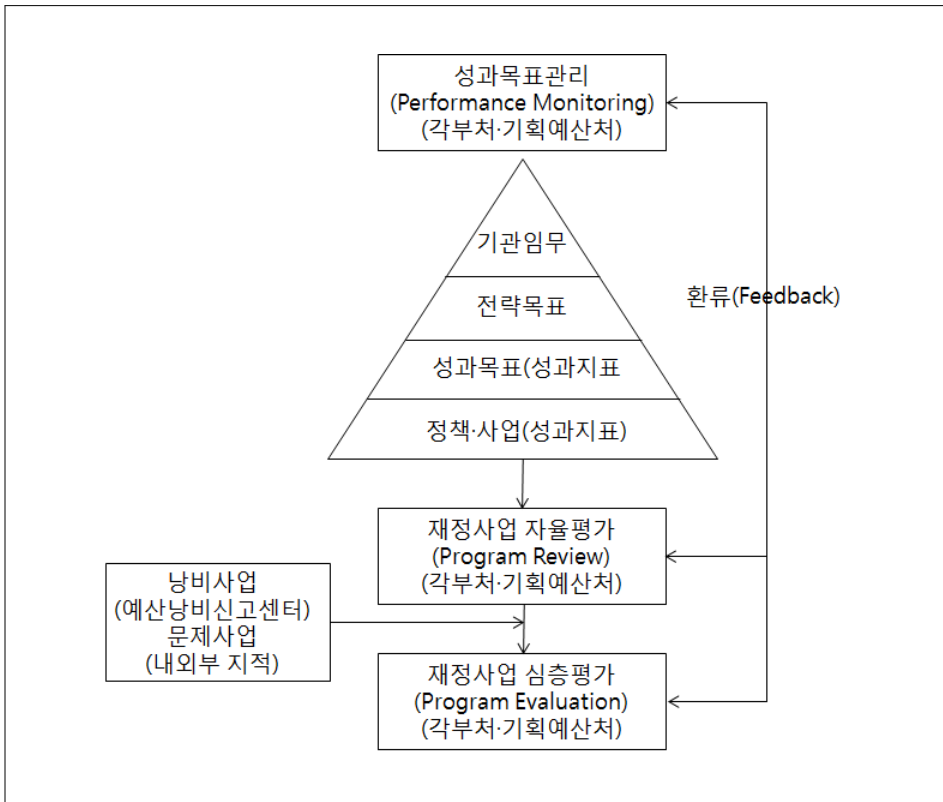 성과목표관리
(Performance Monitoring)
(각부처·기획예산처)
기관임무
전략목표
성과목표(성과지표
정책·사업(성과지표)
환류(Feedback)
재정사업 자율평가
(Program Review)
(각부처·기획예산처)
낭비사업
(예산낭비신고센터)
문제사업
(내외부 지적)
재정사업 심층평가
(Program Evaluation)
(각부처·기획예산처)